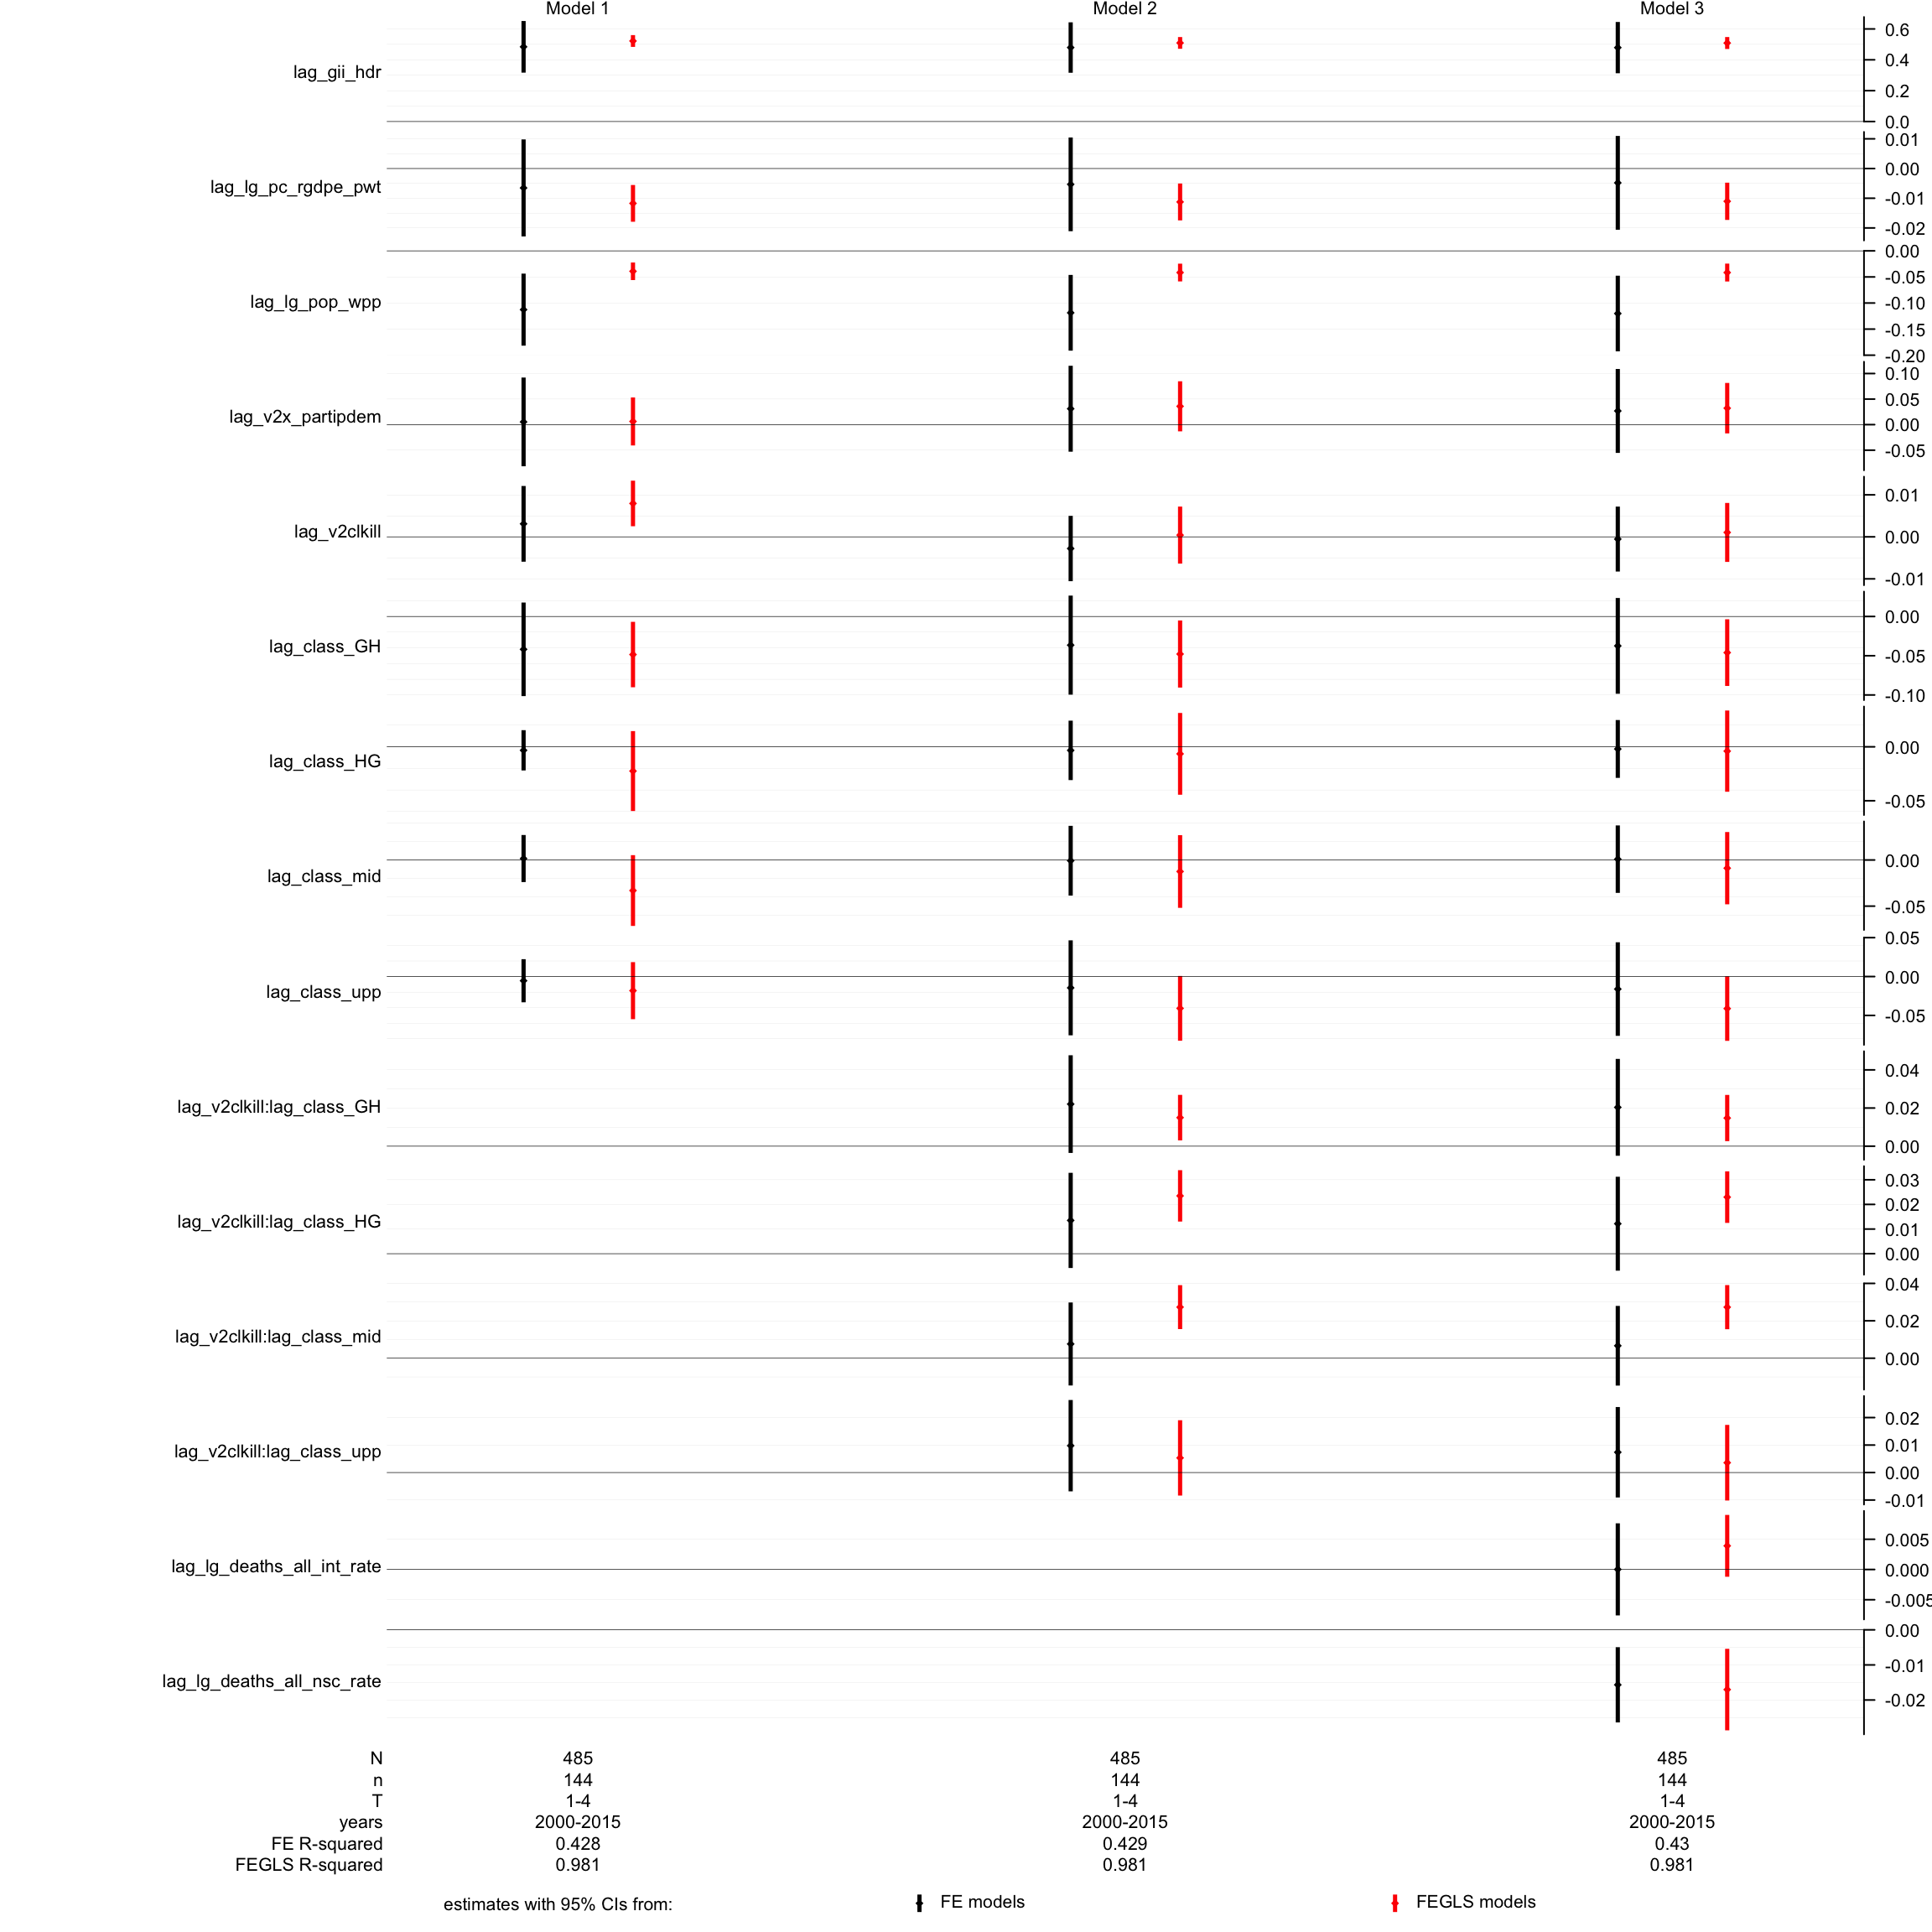 Model 1 Model 2 Model 3
lag_gii_hdr
0.6
0.4
0.2
0.0
lag_lg_pc_rgdpe_pwt
0.01
0.00
-0.01
-0.02
lag_lg_pop_wpp
0.00
-0.05
-0.10
-0.15
-0.20
lag_v2x_partipdem
0.10
0.05
0.00
-0.05
lag_v2clkill
0.01
0.00
-0.01
lag_class_GH
0.00
-0.05
-0.10
lag_class_HG
0.00
-0.05
lag_class_mid
0.00
-0.05
lag_class_upp
0.05
0.00
-0.05
lag_v2clkill:lag_class_GH
0.04
0.02
0.00
lag_v2clkill:lag_class_HG
0.03
0.02
0.01
0.00
lag_v2clkill:lag_class_mid
0.04
0.02
0.00
lag_v2clkill:lag_class_upp
0.02
0.01
0.00
-0.01
lag_lg_deaths_all_int_rate
0.005
0.000
-0.005
lag_lg_deaths_all_nsc_rate
0.00
-0.01
-0.02
N 485 485 485
n 144 144 144
T 1-4 1-4 1-4
years 2000-2015 2000-2015 2000-2015
FE R-squared 0.428 0.429 0.43
FEGLS R-squared 0.981 0.981 0.981
estimates with 95% CIs from: FE models FEGLS models